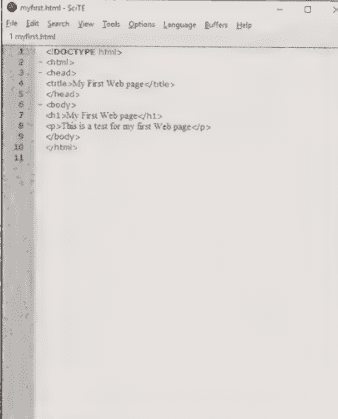 myfirst.html - SciTE
File Edit Search View Tools Options Language Buffers Help
1 myfirst.html
1 <!DOCTYPE html>
2 - <html>
3 - <head>
4 <title>My First Web page</title>
5 </head>
6 - <body>
7 <h1>My First Web page</h1>
8 <p>This is a test for my first Web page</p>
9 </body>
10 </html>
11